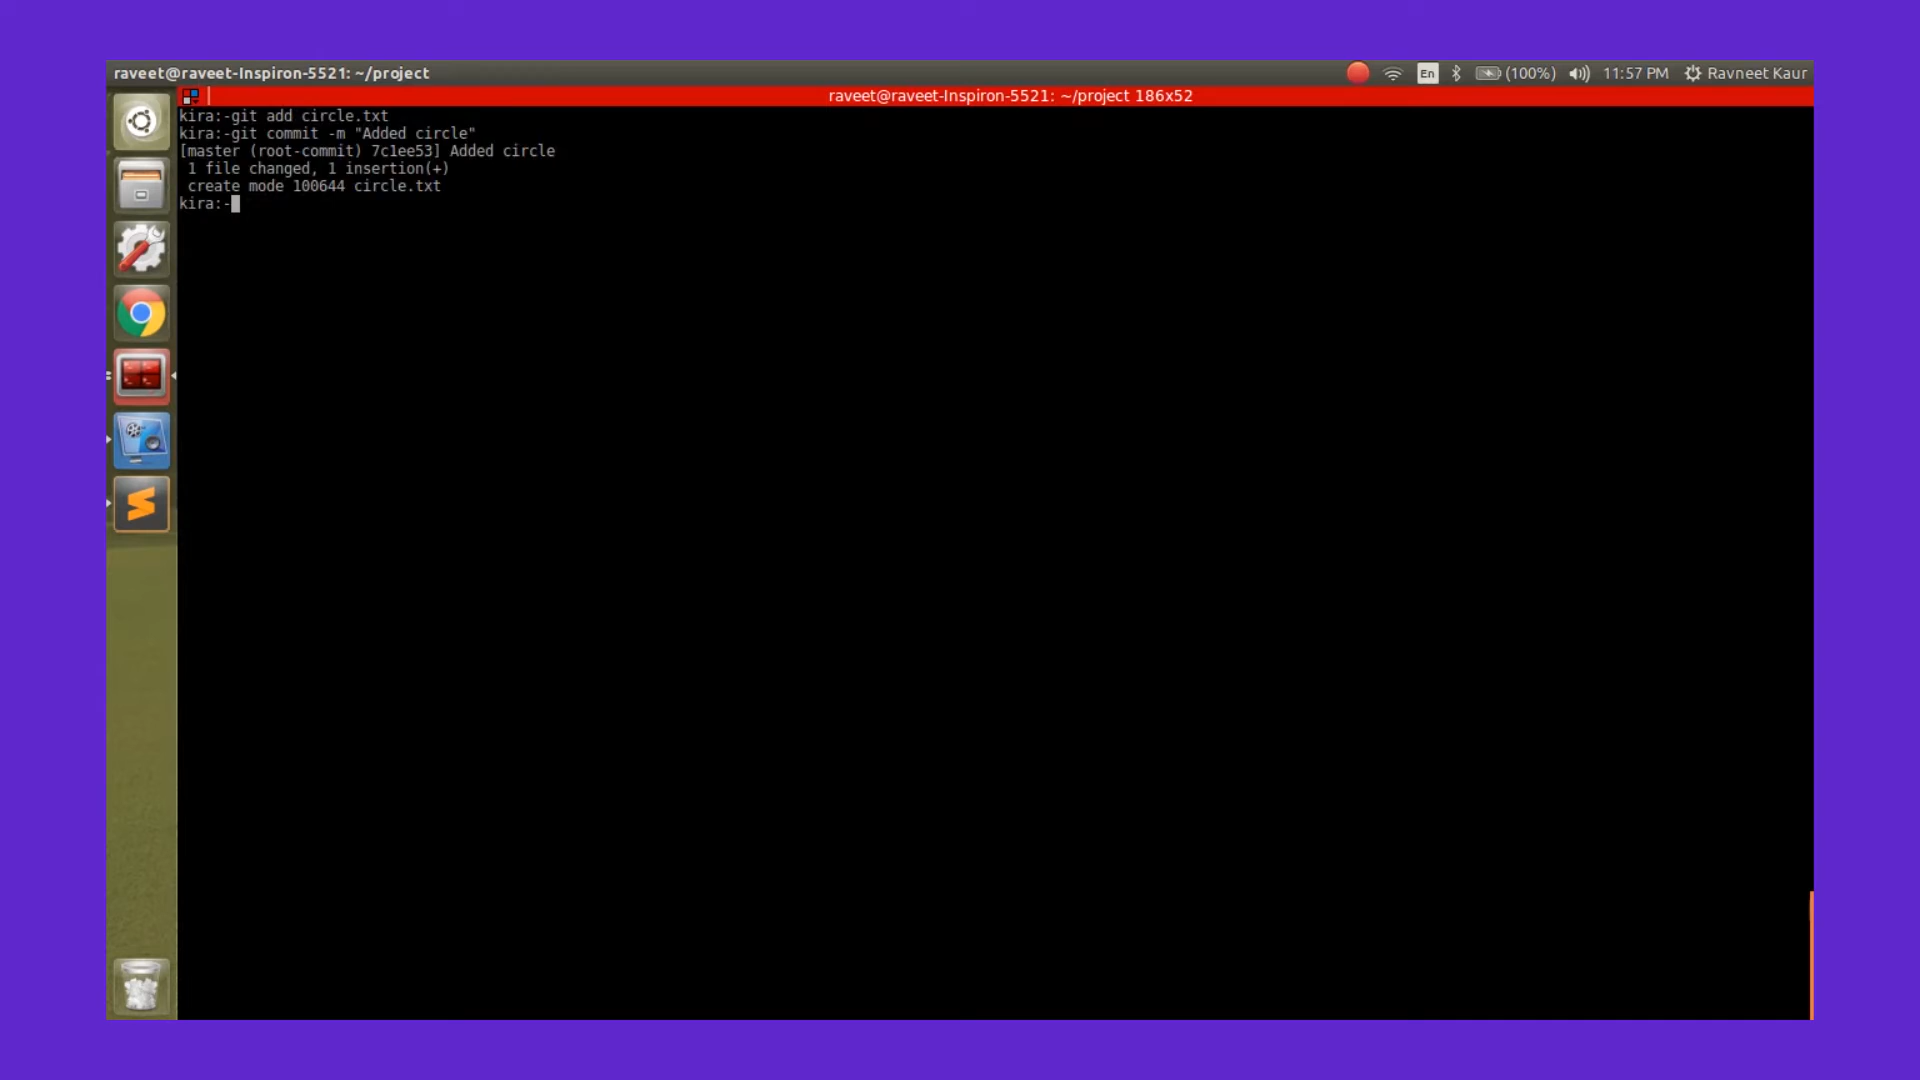 raveet@raveet-Inspiron-5521: ~/project
En
(100%)
11:57 PM
Ravneet Kaur
raveet@raveet-Inspiron-5521: ~/project 186x52
kira:-git add circle.txt
kira:-git commit -m "Added circle"
[master (root-commit) 7c1ee53] Added circle
1 file changed, 1 insertion(+)
create mode 100644 circle.txt
kira:-